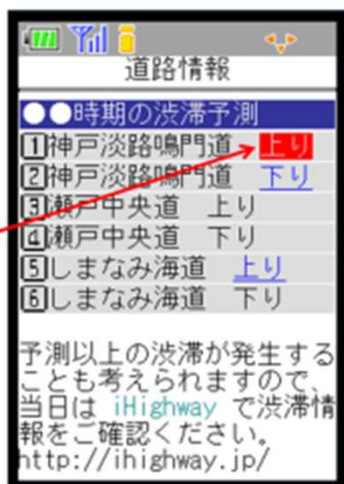 道路情報
●●時期の渋滞予測
1神戸淡路鳴門道 上り
2神戸淡路鳴門道 下り
3瀬戸中央道 上り
4瀬戸中央道 下り
5しまなみ海道 上り
6しまなみ海道 下り
予測以上の渋滞が発生する
ことも考えられますので、
当日は iHighway で渋滞情
報をご確認ください。
http://ihighway.jp/